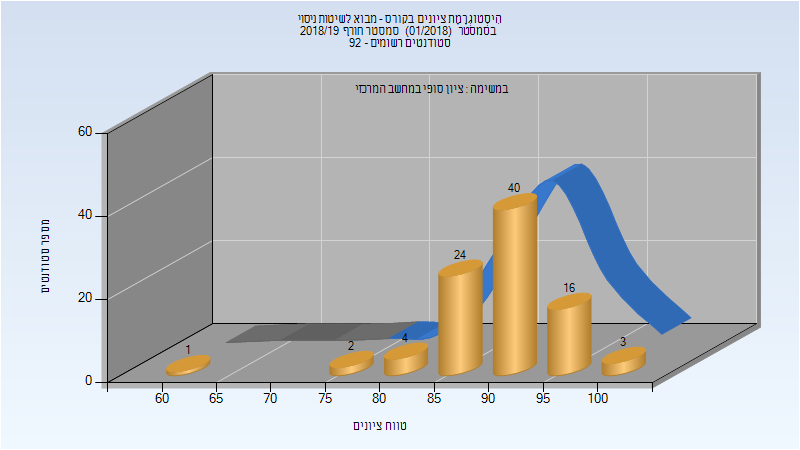 היסטוגרמת ציונים בקורס - מבוא לשיטות ניסוי
בסמסטר (01/2018) סמסטר חורף 2018/19
סטודנטים רשומים - 92
במשימה : ציון סופי במחשב המרכזי
60
40
20
0
מספר סטודנטים
1
2
4
24
40
16
3
60 65 70 75 80 85 90 95 100
טווח ציונים